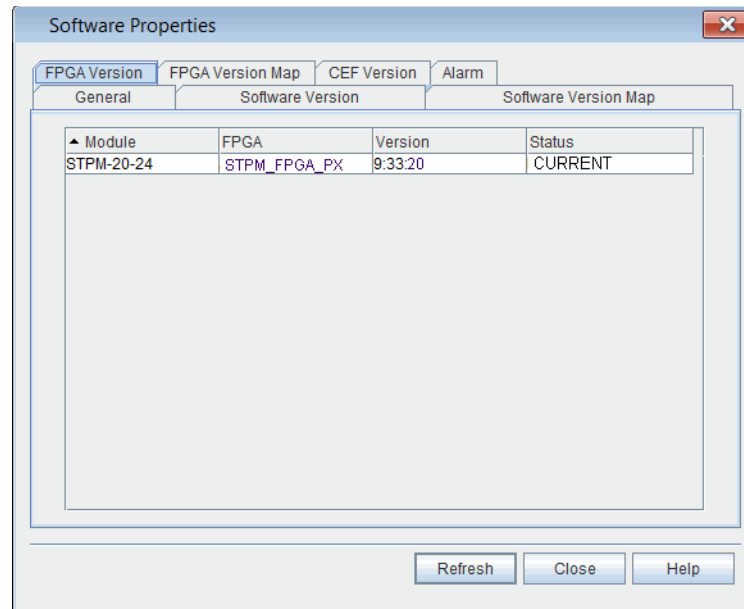 Software Properties
FPGA Version FPGA Version Map CEF Version Alarm
General Software Version Software Version Map
Module FPGA Version Status
STPM-20-24 STPM_FPGA_PX 9:33:20 CURRENT
Refresh Close Help